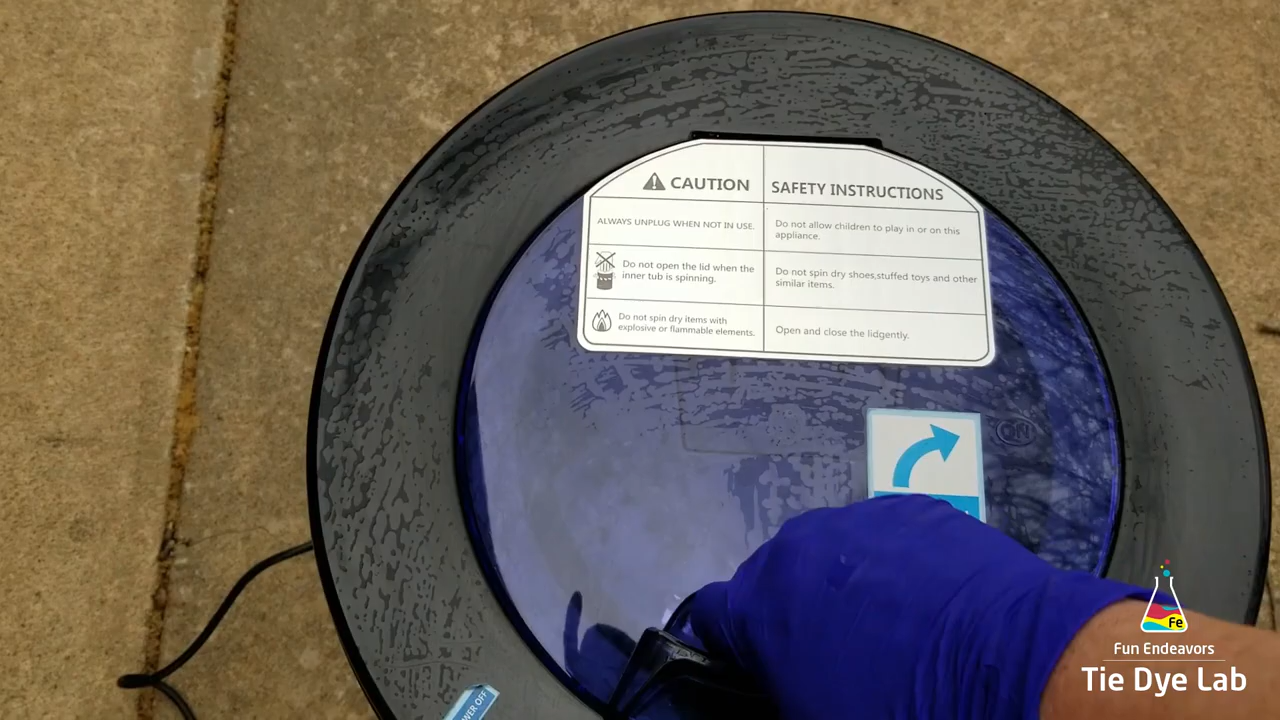 CAUTION
SAFETY INSTRUCTIONS
ALWAYS UNPLUG WHEN NOT IN USE.
Do not allow children to play in or on this
appliance.
Do not open the lid when the
inner tub is spinning.
Do not spin dry shoes,stuffed toys and other
similar items.
Do not spin dry items with
explosive or flammable elements.
Open and close the lidgently.
ON
OFF
Fe
Fun Endeavors
Tie Dye Lab